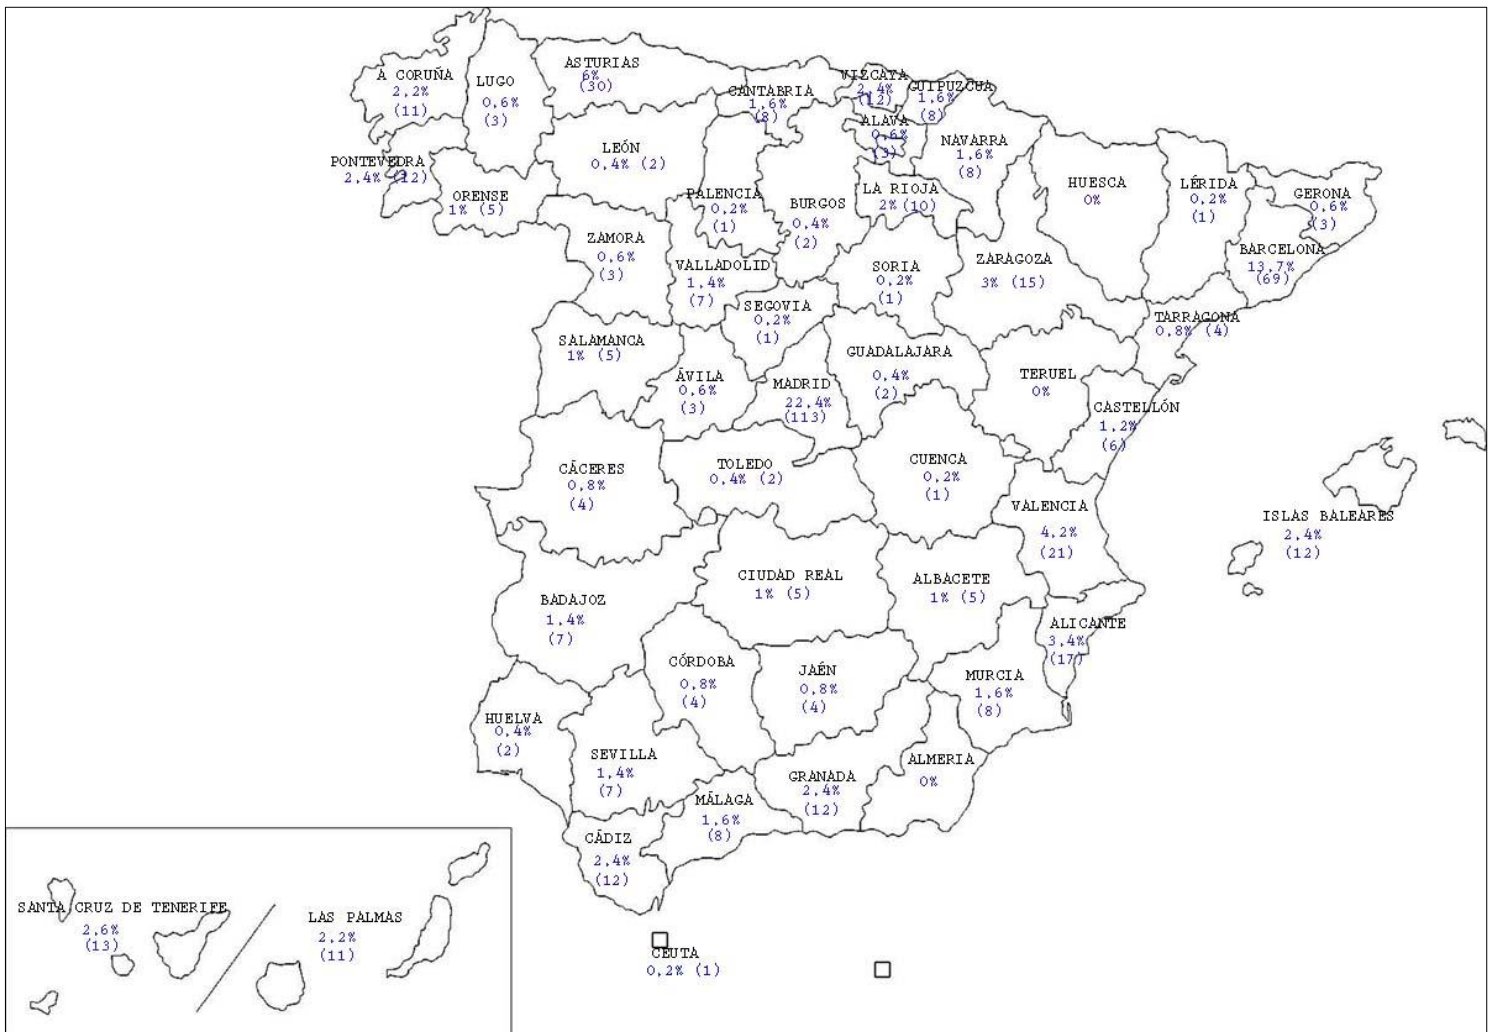 A CORUÑA
2,2%
(11)
LUGO
0,6%
(3)
ASTURIAS
6%
(30)
CANTABRIA
1,6%
(8)
VIZCAYA
2,4%
(12)
GUIPUZCUA
1,6%
(8)
ALAVA
0,6%
(3)
NAVARRA
1,6%
(8)
PONTEVEDRA
2,4% (12)
ORENSE
1% (5)
LEÓN
0,4% (2)
PALENCIA
0,2%
(1)
BURGOS
0,4%
(2)
LA RIOJA
2% (10)
HUESCA
0%
LÉRIDA
0,2%
(1)
GERONA
0,6%
(3)
BARCELONA
13,7%
(69)
ZAMORA
0,6%
(3)
VALLADOLID
1,4%
(7)
SORIA
0,2%
(1)
ZARAGOZA
3% (15)
SEGOVIA
0,2%
(1)
TARRAGONA
0,8% (4)
SALAMANCA
1% (5)
ÁVILA
0,6%
(3)
MADRID
22,4%
(113)
GUADALAJARA
0,4%
(2)
TERUEL
0%
CASTELLÓN
1,2%
(6)
CÁCERES
0,8%
(4)
TOLEDO
0,4% (2)
CUENCA
0,2%
(1)
VALENCIA
4,2%
(21)
ISLAS BALEARES
2,4%
(12)
BADAJOZ
1,4%
(7)
CIUDAD REAL
1% (5)
ALBACETE
1% (5)
ALICANTE
3,4%
(17)
CÓRDOBA
0,8%
(4)
JAÉN
0,8%
(4)
MURCIA
1,6%
(8)
HUELVA
0,4%
(2)
SEVILLA
1,4%
(7)
GRANADA
2,4%
(12)
ALMERIA
0%
MÁLAGA
1,6%
(8)
CÁDIZ
2,4%
(12)
SANTA CRUZ DE TENERIFE
2,6%
(13)
LAS PALMAS
2,2%
(11)
CEUTA
0,2% (1)